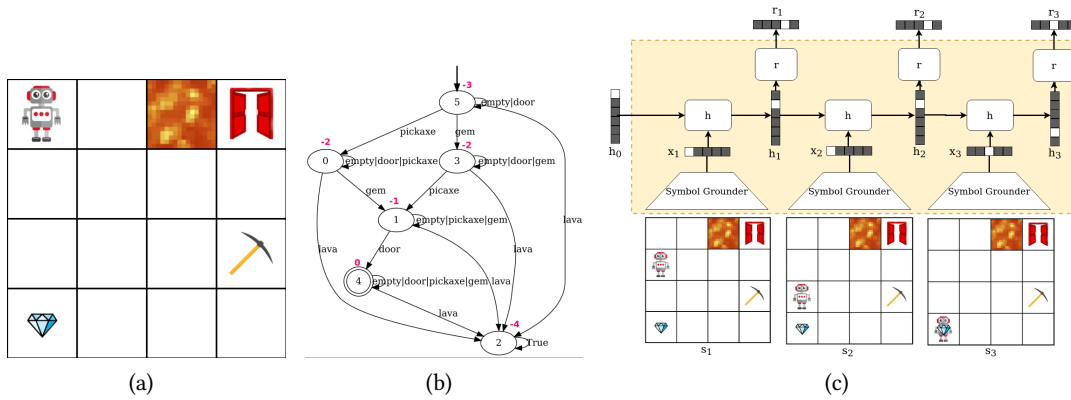 -3
5
empty|door
pickaxe
gem
-2
0
empty|door|pickaxe
-2
3
empty|door|gem
gem
picaxe
-1
1
empty|pickaxe|gem
lava
door
lava
lava
0
4
empty|door|pickaxe|gem
lava
lava
-4
2
True
r1
r2
r3
r
r
r
h
h
h
h0
x1
h1
x2
h2
x3
h3
Symbol Grounder
Symbol Grounder
Symbol Grounder
s1
s2
s3
(a)
(b)
(c)